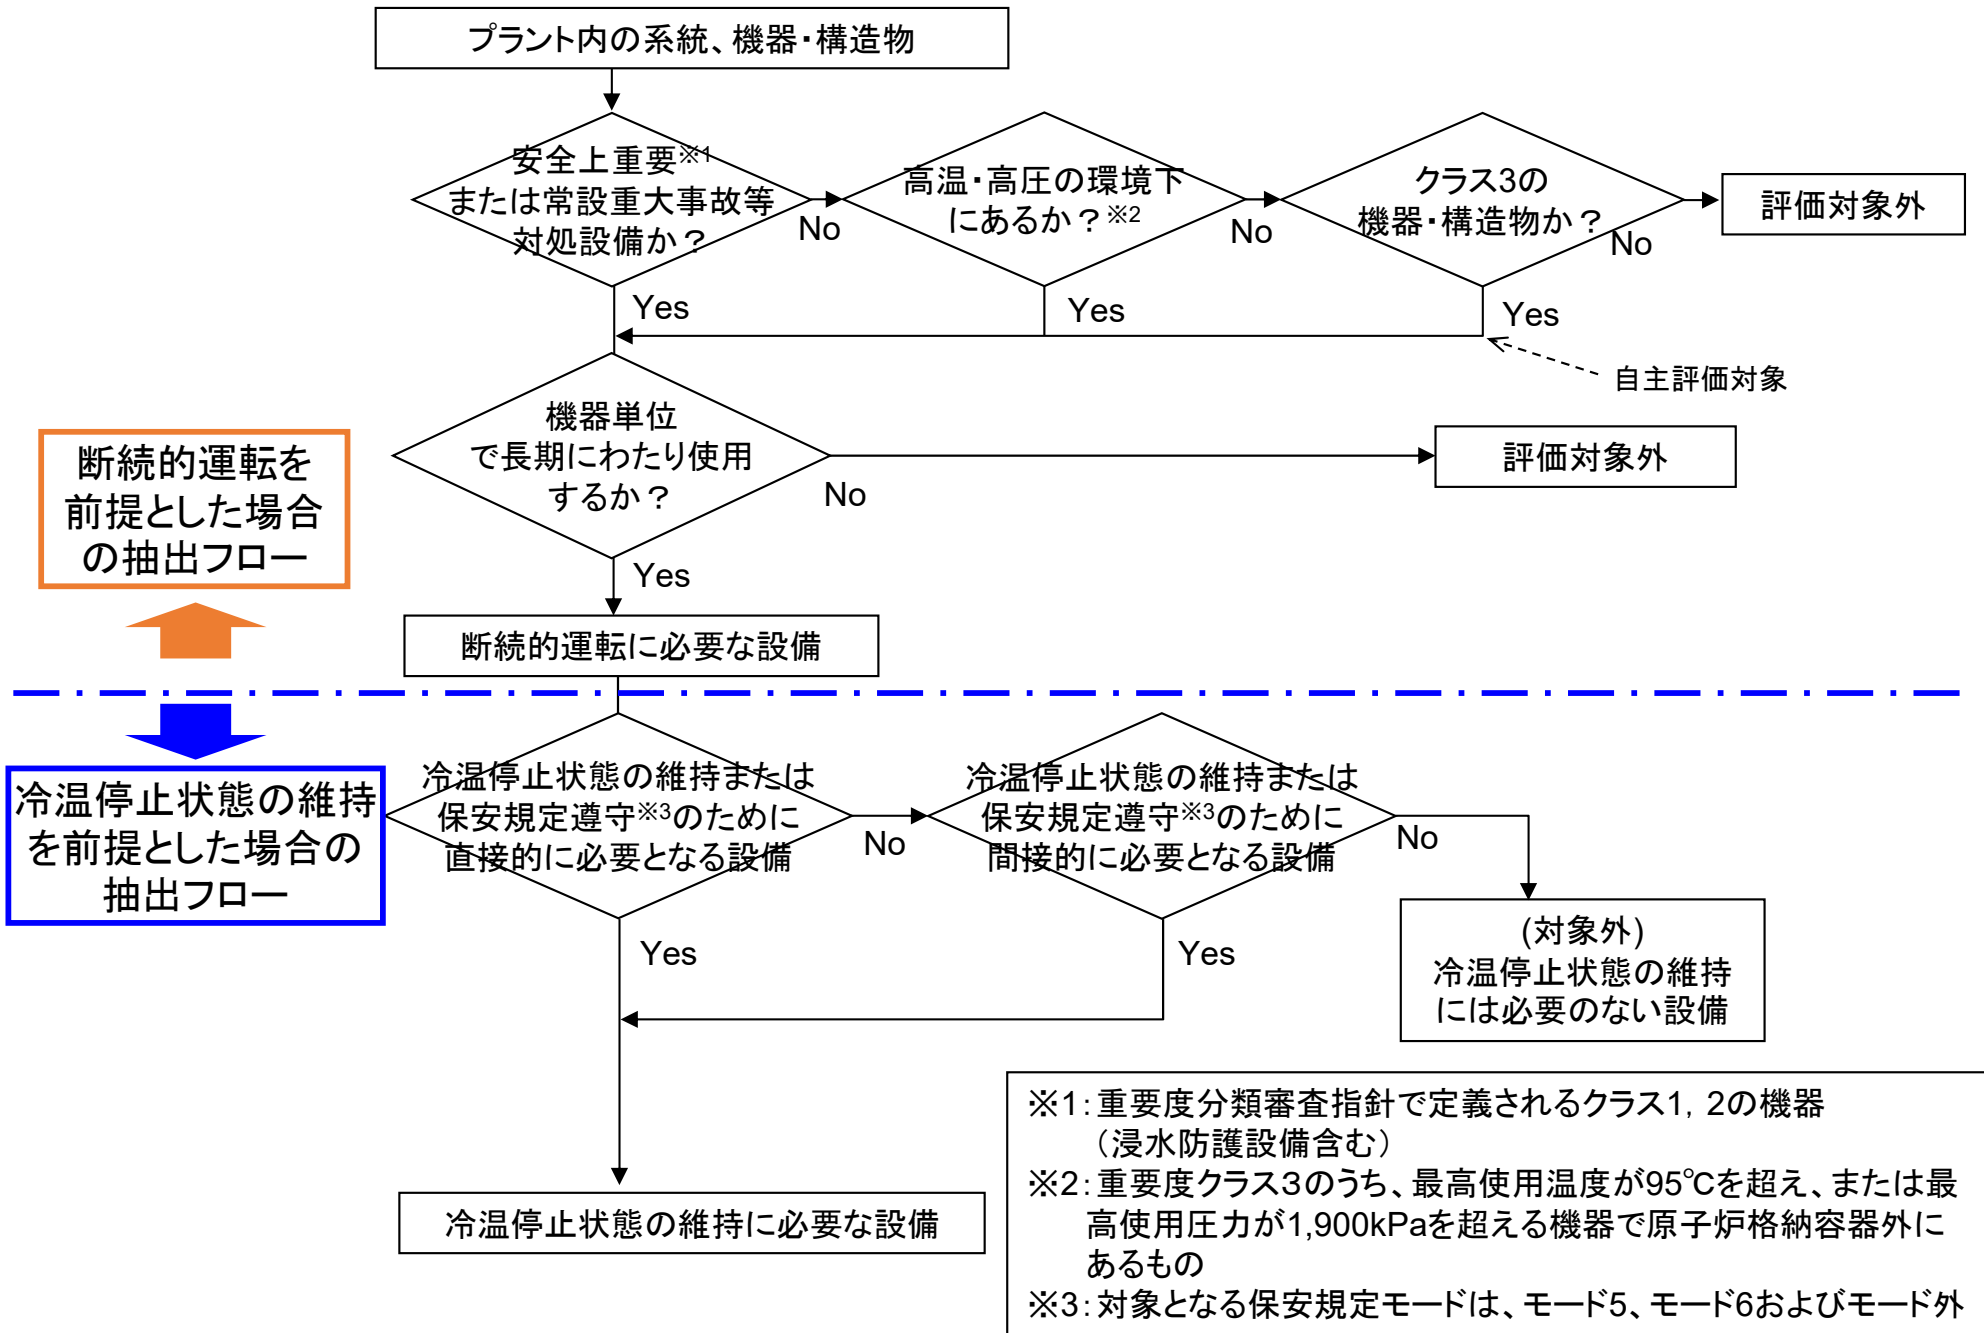 プラント内の系統、機器・構造物
安全上重要※1
または常設重大事故等
対処設備か？
No
高温・高圧の環境下
にあるか？※2
No
クラス3の
機器・構造物か？
No
評価対象外
Yes
Yes
Yes
自主評価対象
機器単位
で長期にわたり使用
するか？
No
評価対象外
断続的運転を
前提とした場合
の抽出フロー
Yes
断続的運転に必要な設備
冷温停止状態の維持
を前提とした場合の
抽出フロー
冷温停止状態の維持または
保安規定遵守※3のために
直接的に必要となる設備
No
冷温停止状態の維持または
保安規定遵守※3のために
間接的に必要となる設備
No
Yes
Yes
(対象外)
冷温停止状態の維持
には必要のない設備
冷温停止状態の維持に必要な設備
※1：重要度分類審査指針で定義されるクラス1，2の機器
（浸水防護設備含む）
※2：重要度クラス3のうち、最高使用温度が95℃を超え、または最
高使用圧力が1,900kPaを超える機器で原子炉格納容器外に
あるもの
※3：対象となる保安規定モードは、モード5、モード6およびモード外